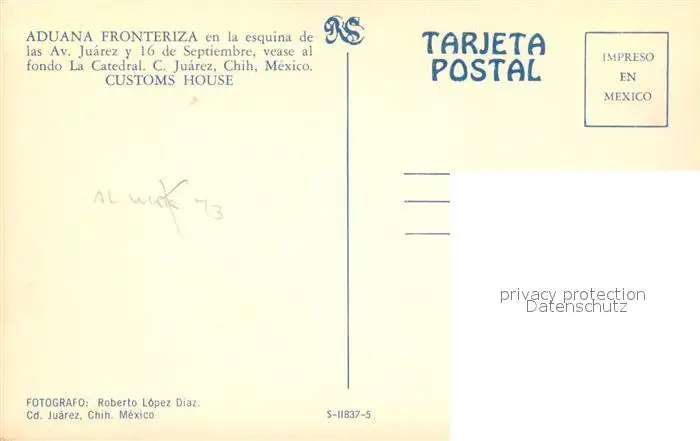 ADUANA FRONTERIZA en la esquina de
las Av. Juárez y 16 de Septiembre, vease al
fondo La Catedral. C. Juárez, Chih, México.
CUSTOMS HOUSE
RS
TARJETA
POSTAL
IMPRESO
EN
MEXICO
privacy protection
Datenschutz
FOTOGRAFO: Roberto López Díaz.
Cd. Juárez, Chih. México
S-11837-5